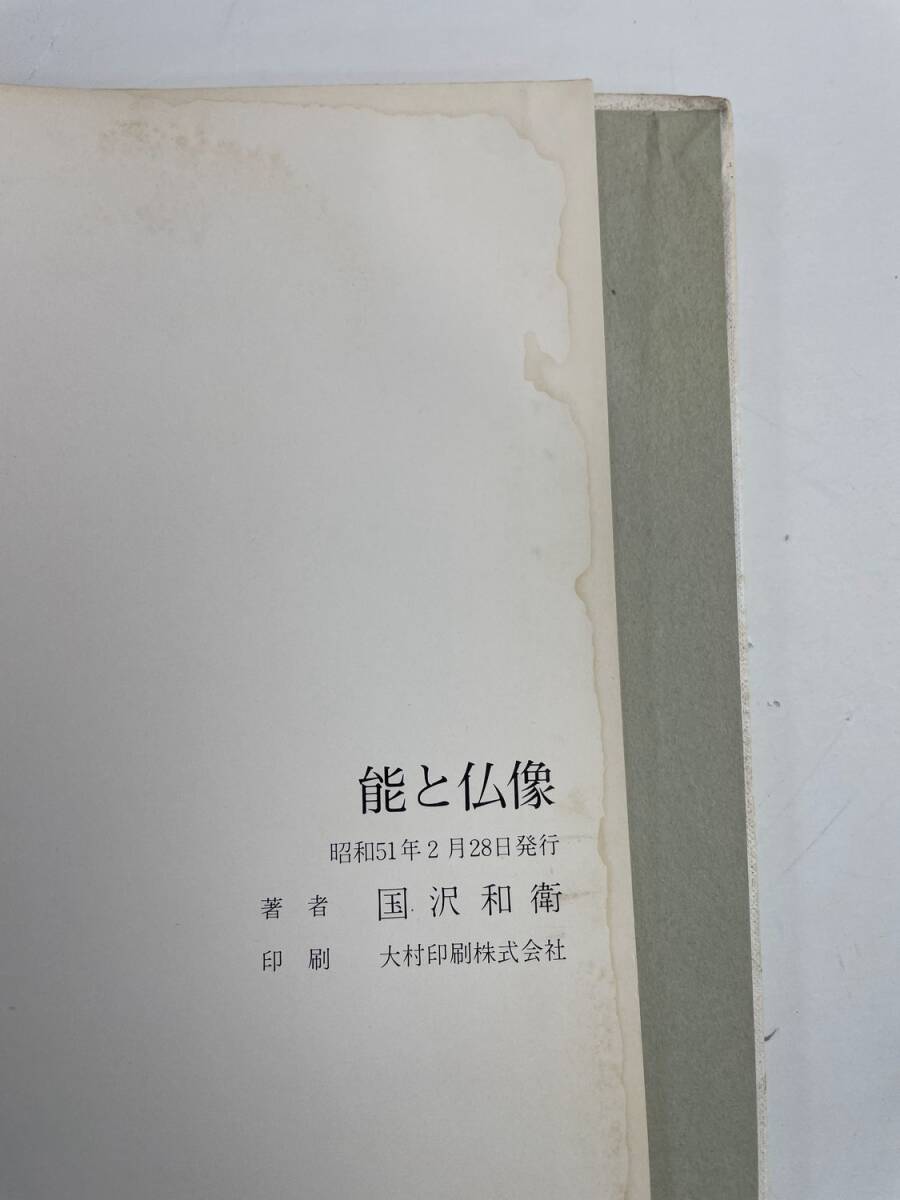 能と仏像
昭和51年2月28日発行
著者 国沢和衛
印刷 大村印刷株式会社